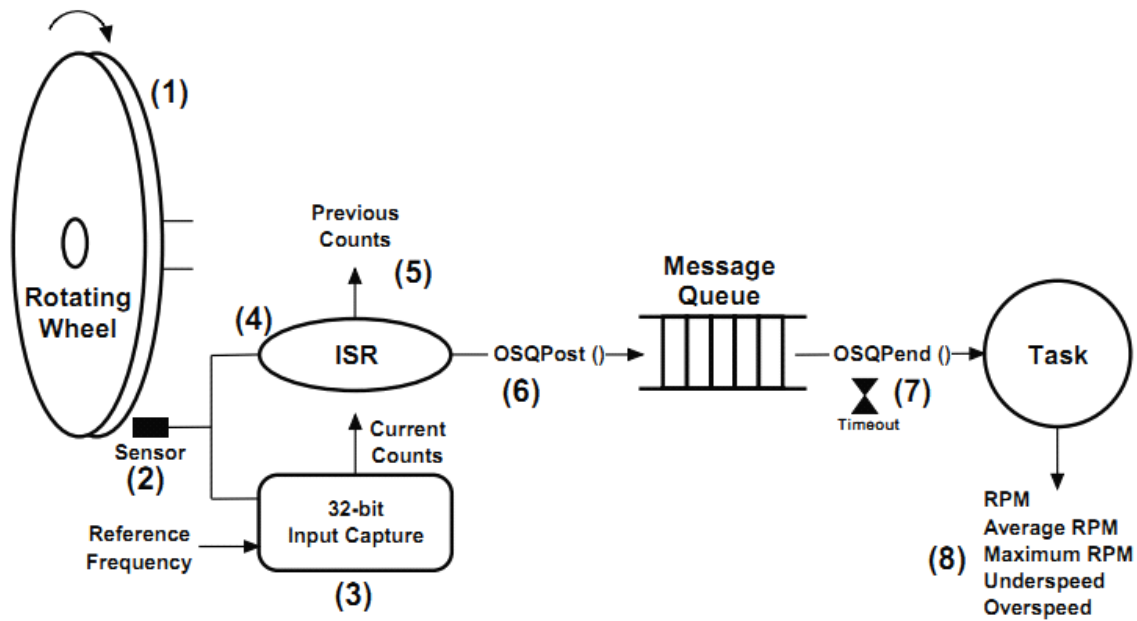 (1)
Rotating
Wheel
Sensor
(2)
Previous
Counts
(5)
(4)
ISR
Current
Counts
32-bit
Input Capture
(3)
Reference
Frequency
OSQPost ()
(6)
Message
Queue
OSQPend ()
(7)
Timeout
Task
(8)
RPM
Average RPM
Maximum RPM
Underspeed
Overspeed